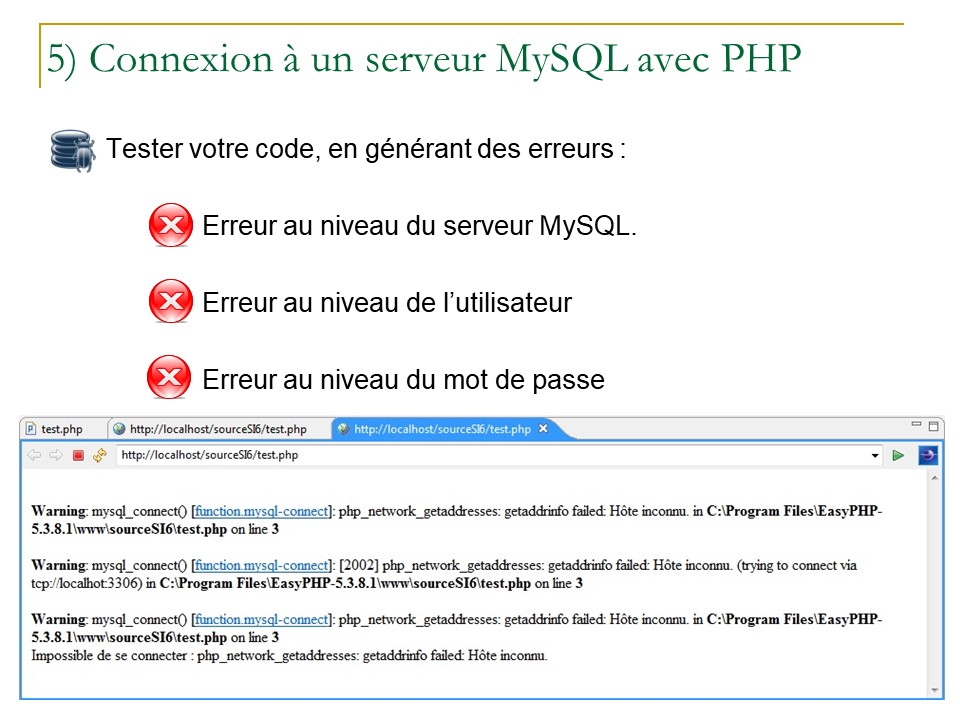 5) Connexion à un serveur MySQL avec PHP
Tester votre code, en générant des erreurs :
Erreur au niveau du serveur MySQL.
Erreur au niveau de l’utilisateur
Erreur au niveau du mot de passe
test.php http://localhost/sourceSI6/test.php http://localhost/sourceSI6/test.php
http://localhost/sourceSI6/test.php
Warning: mysql_connect() [function.mysql-connect]: php_network_getaddresses: getaddrinfo failed: Hôte inconnu. in C:\Program Files\EasyPHP-
5.3.8.1\www\sourceSI6\test.php on line 3
Warning: mysql_connect() [function.mysql-connect]: [2002] php_network_getaddresses: getaddrinfo failed: Hôte inconnu. (trying to connect via
tcp://localhot:3306) in C:\Program Files\EasyPHP-5.3.8.1\www\sourceSI6\test.php on line 3
Warning: mysql_connect() [function.mysql-connect]: php_network_getaddresses: getaddrinfo failed: Hôte inconnu. in C:\Program Files\EasyPHP-
5.3.8.1\www\sourceSI6\test.php on line 3
Impossible de se connecter : php_network_getaddresses: getaddrinfo failed: Hôte inconnu.